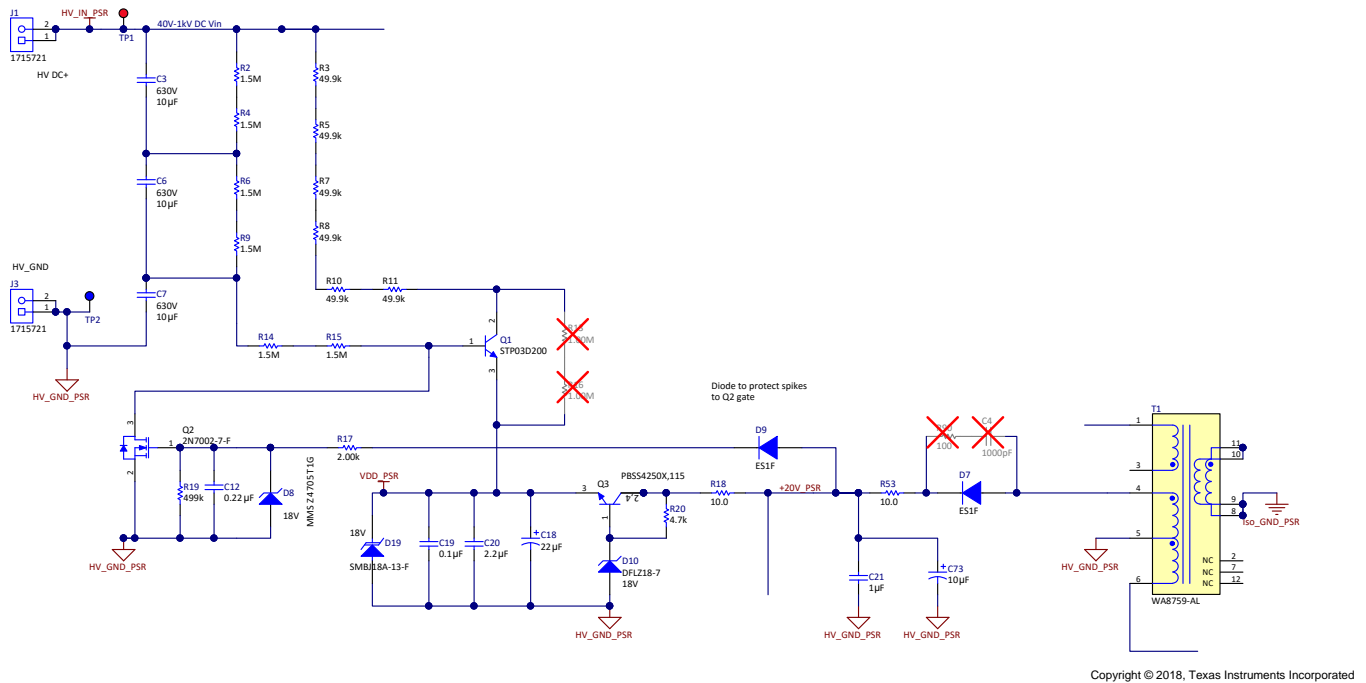 J1
HV_IN_PSR
2
1
TP1
40V-1kV DC Vin
1715721
HV DC+
C3
630V
10µF
R2
1.5M
R3
49.9k
R4
1.5M
R5
49.9k
C6
630V
10µF
R6
1.5M
R7
49.9k
R9
1.5M
R8
49.9k
HV_GND
J3
2
1
1715721
TP2
C7
630V
10µF
R10
49.9k
R11
49.9k
R14
1.5M
R15
1.5M
2
1
Q1
STP03D200
3
1.00M
1.00M
HV_GND_PSR
Diode to protect spikes
to Q2 gate
3
Q2
2N7002-7-F
1
2
R17
2.00k
D9
ES1F
C4
100
1000pF
T1
1
3
4
5
6
11
10
9
8
NC 2
NC 7
NC 12
WA8759-AL
Iso_GND_PSR
R19
499k
C12
0.22µF
D8
18V
MMSZ4705T1G
VDD_PSR
3
Q3
PBSS4250X,115
2.4
1
R18
10.0
+20V_PSR
R53
10.0
D7
ES1F
R20
4.7k
18V
D19
SMBJ18A-13-F
C19
0.1µF
C20
2.2µF
C18
22µF
D10
DFLZ18-7
18V
C21
1µF
C73
10µF
HV_GND_PSR
HV_GND_PSR
HV_GND_PSR
HV_GND_PSR
HV_GND_PSR
Copyright © 2018, Texas Instruments Incorporated